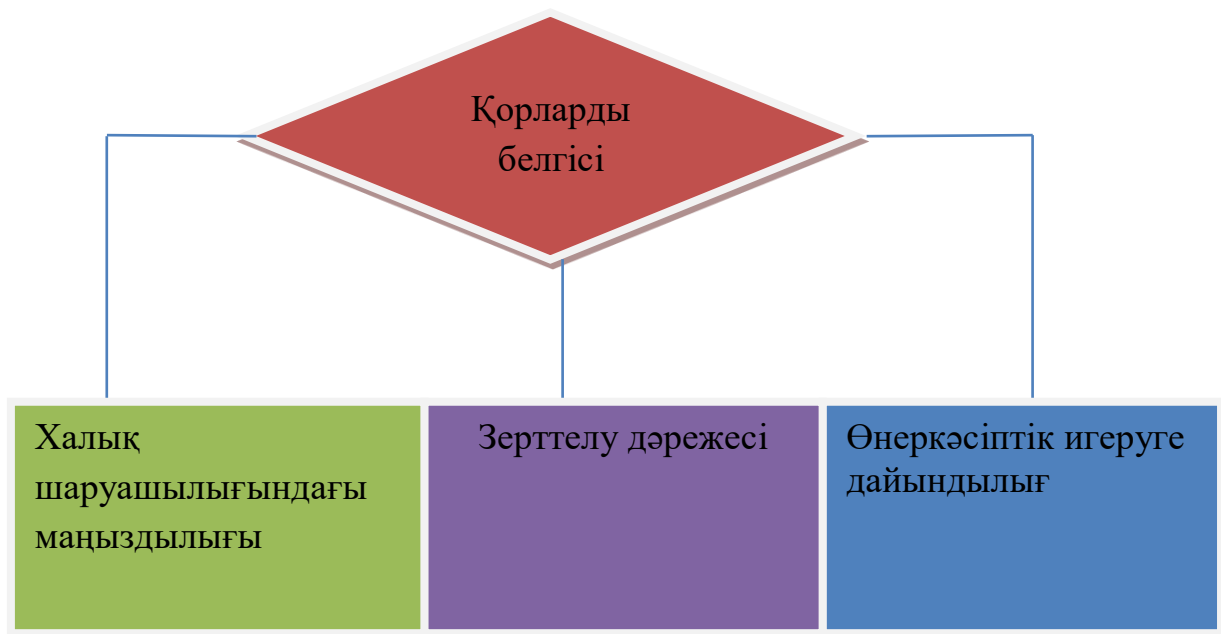 Қорларды
белгісі
Халық
шаруашылығындағы
маңыздылығы
Зерттелу дәрежесі
Өнеркәсіптік игеруге
дайындылығ